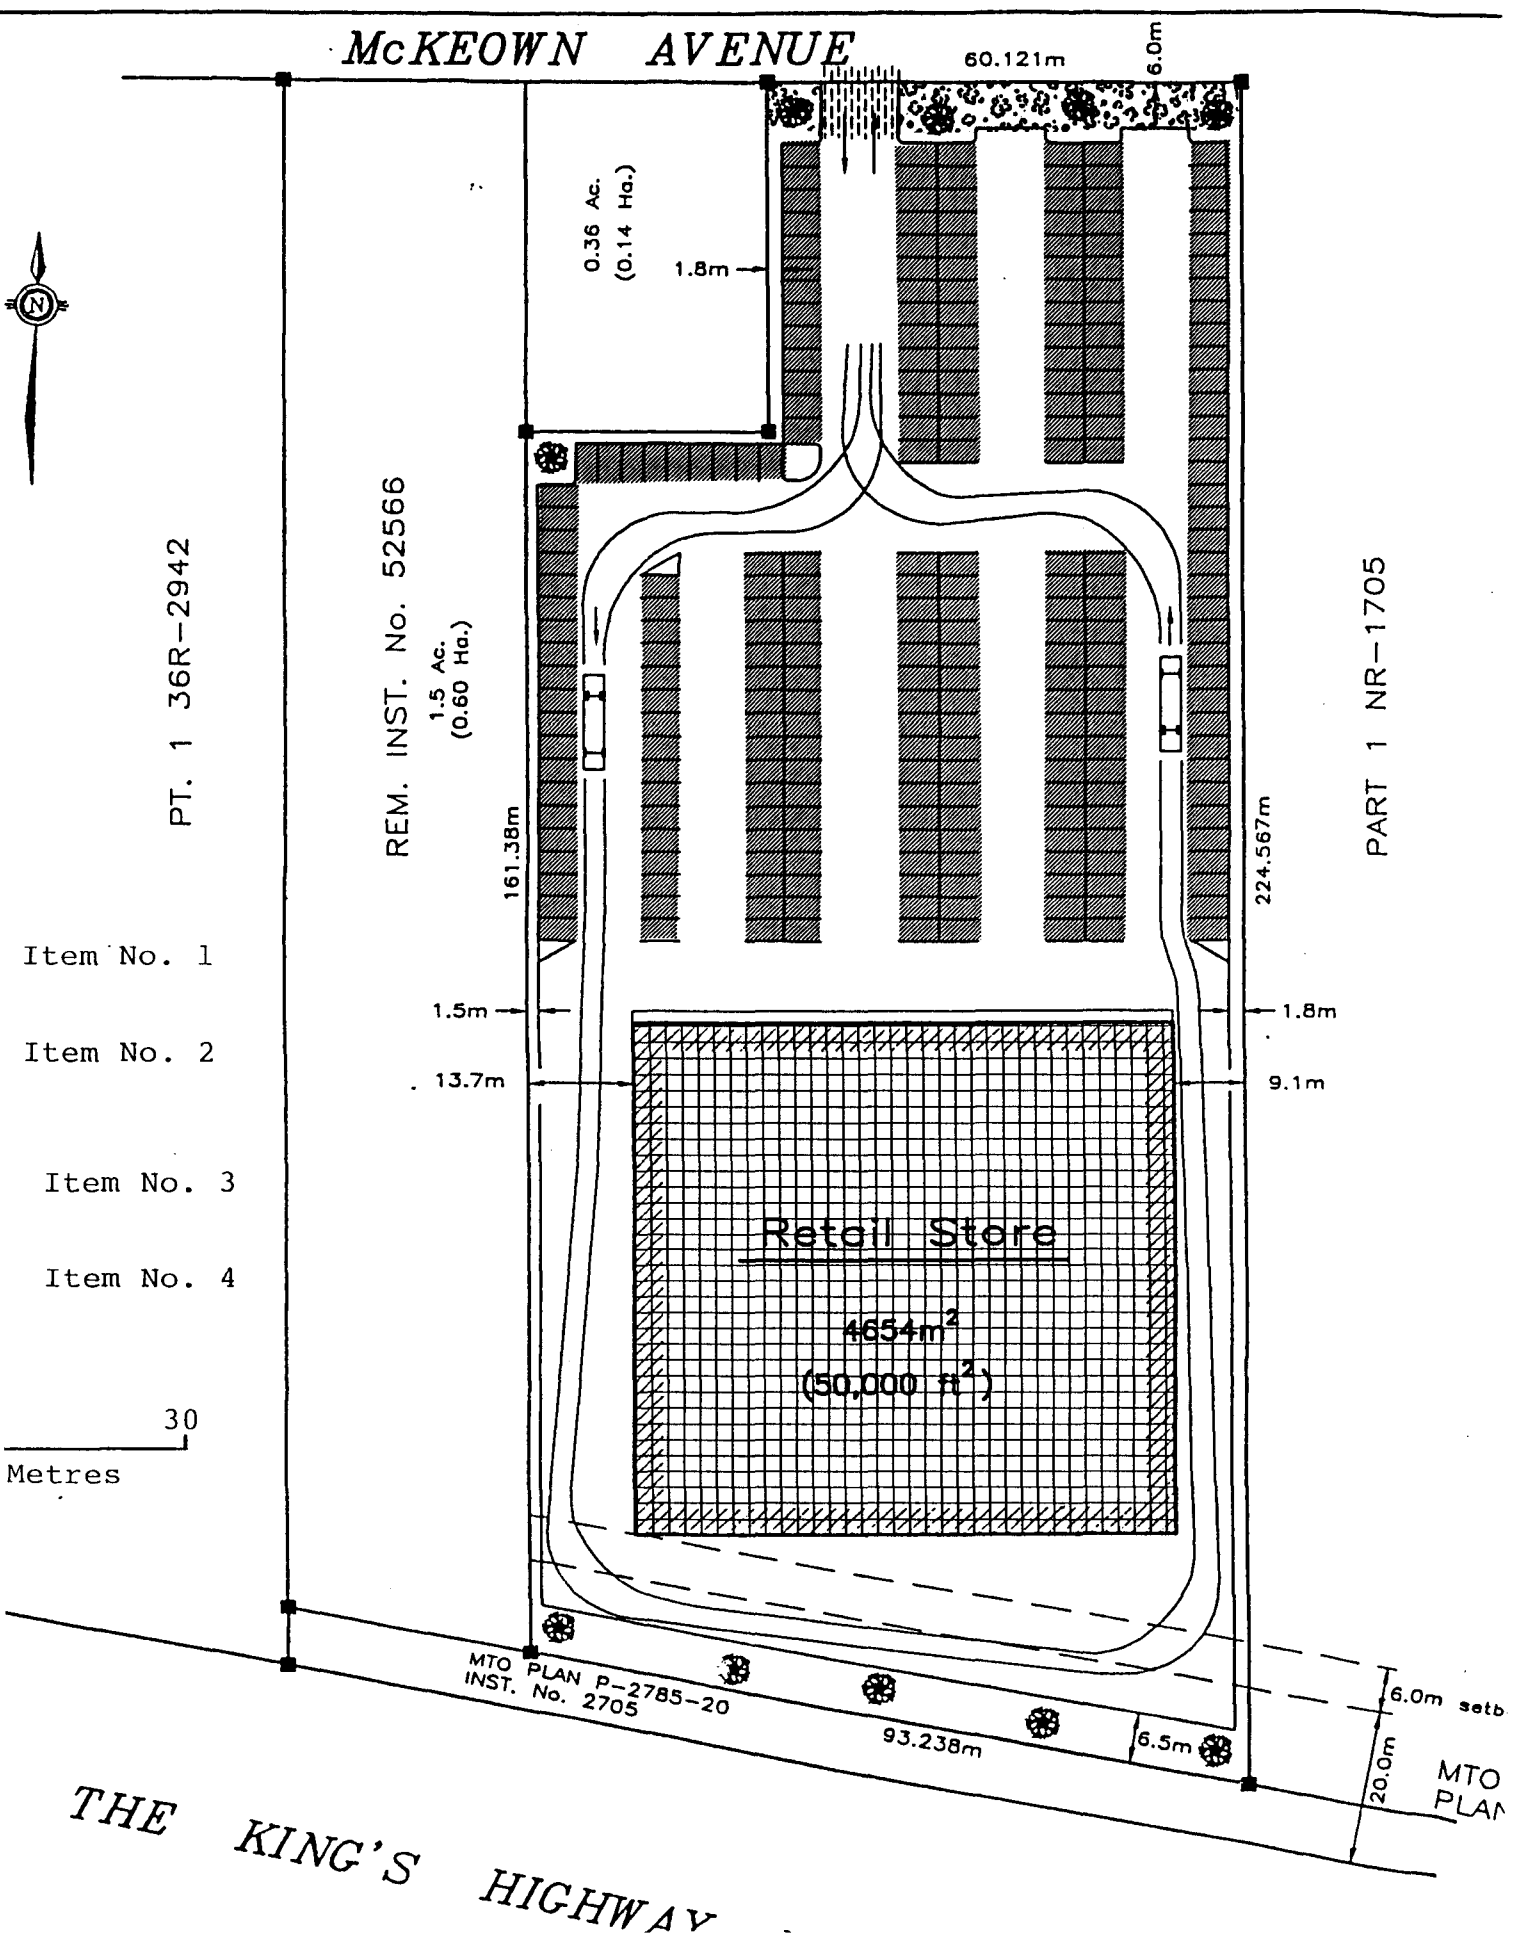 McKEOWN AVENUE
60.121m
6.0m
0.36 Ac.
(0.14 Ha.)
1.8m
N
PT. 1 36R-2942
REM. INST. No. 52566
1.5 Ac.
(0.60 Ha.)
161.38m
224.567m
PART 1 NR-1705
Item No. 1
1.5m
1.8m
Item No. 2
13.7m
9.1m
Item No. 3
Retail Store
Item No. 4
4654m²
(50,000 ft²)
30
Metres
MTO PLAN P-2785-20
INST. No. 2705
93.238m
6.5m
6.0m setb
20.0m
MTO
PLAN
THE KING'S HIGHWAY